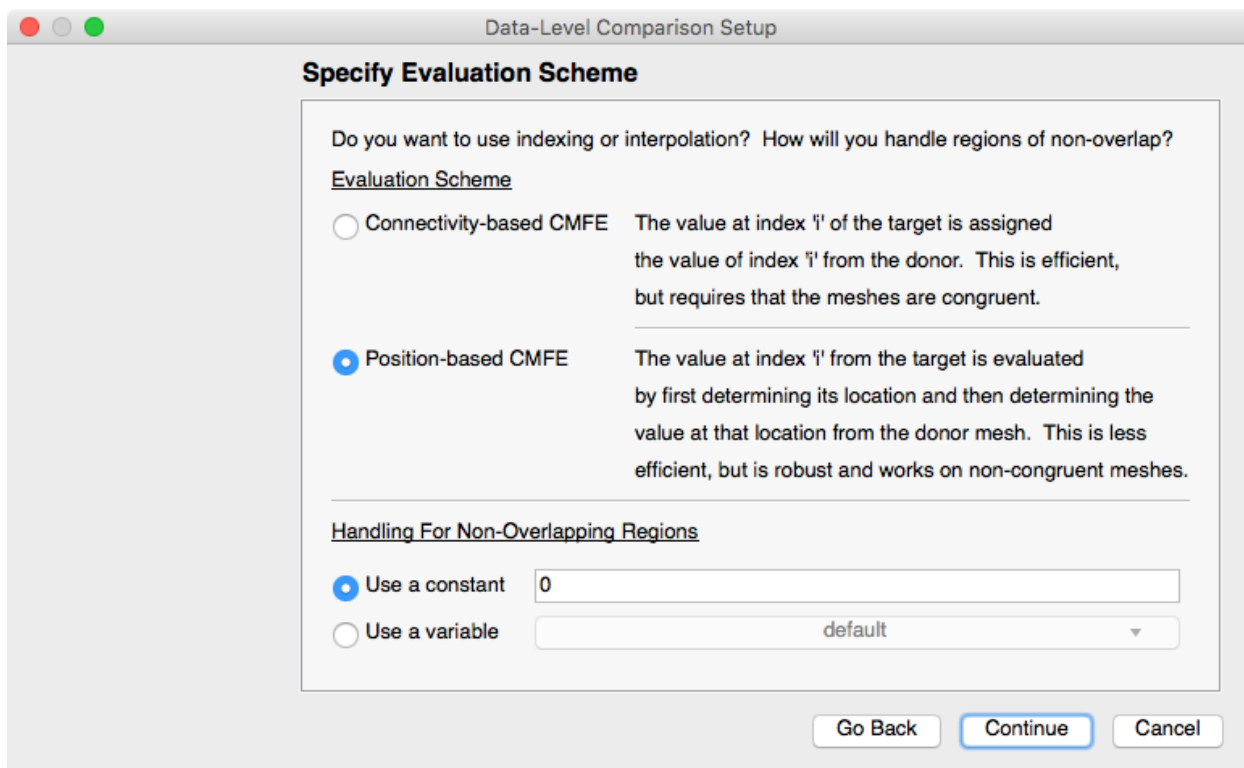 Data-Level Comparison Setup
Specify Evaluation Scheme
Do you want to use indexing or interpolation?  How will you handle regions of non-overlap?
Evaluation Scheme
Connectivity-based CMFE
The value at index 'i' of the target is assigned
the value of index 'i' from the donor.  This is efficient,
but requires that the meshes are congruent.
Position-based CMFE
The value at index 'i' from the target is evaluated
by first determining its location and then determining the
value at that location from the donor mesh.  This is less
efficient, but is robust and works on non-congruent meshes.
Handling For Non-Overlapping Regions
Use a constant
0
Use a variable
default
Go Back
Continue
Cancel